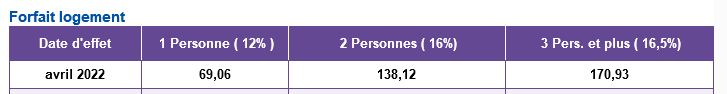 Forfait logement
Date d'effet 1 Personne ( 12% ) 2 Personnes ( 16%) 3 Pers. et plus ( 16,5%)
avril 2022 69,06 138,12 170,93